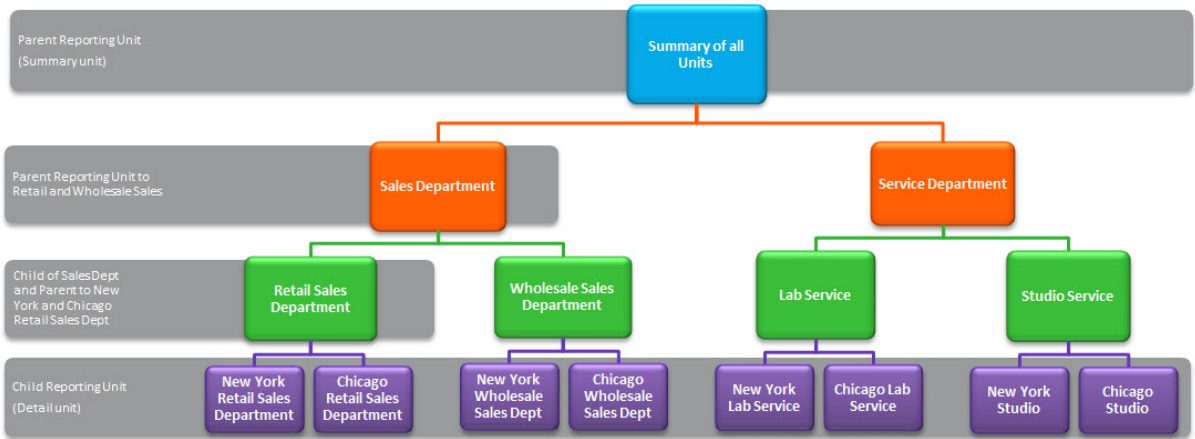 Parent Reporting Unit
(Summary unit)
Summary of all
Units
Parent Reporting Unit to
Retail and Wholesale Sales
Sales Department
Service Department
Child of Sales Dept
and Parent to New
York and Chicago
Retail Sales Dept
Retail Sales
Department
Wholesale Sales
Department
Lab Service
Studio Service
Child Reporting Unit
(Detail unit)
New York
Retail Sales
Department
Chicago
Retail Sales
Department
New York
Wholesale
Sales Dept
Chicago
Wholesale
Sales Dept
New York
Lab Service
Chicago Lab
Service
New York
Studio
Chicago
Studio